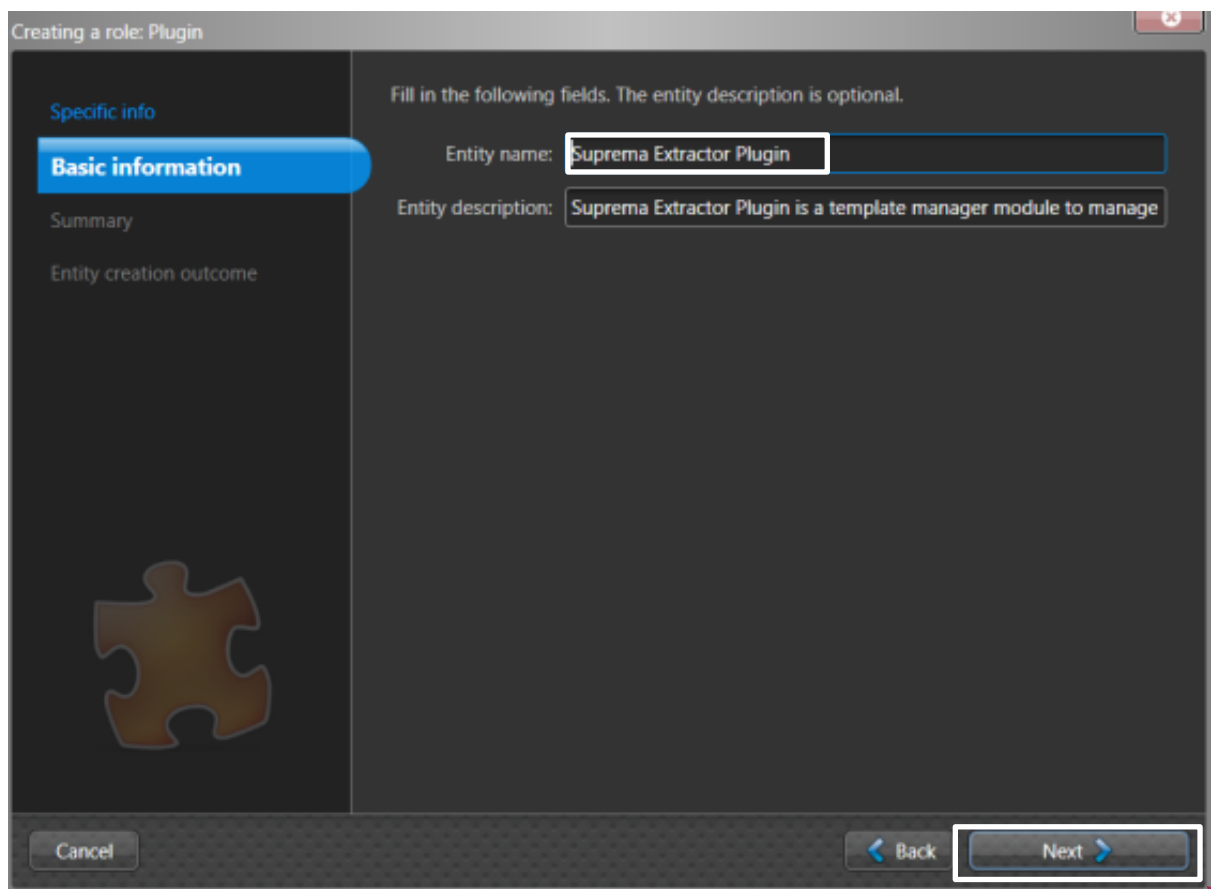 Creating a role: Plugin
Specific info
Basic information
Summary
Entity creation outcome
Fill in the following fields. The entity description is optional.
Entity name: Suprema Extractor Plugin
Entity description: Suprema Extractor Plugin is a template manager module to manage
Cancel
Back
Next